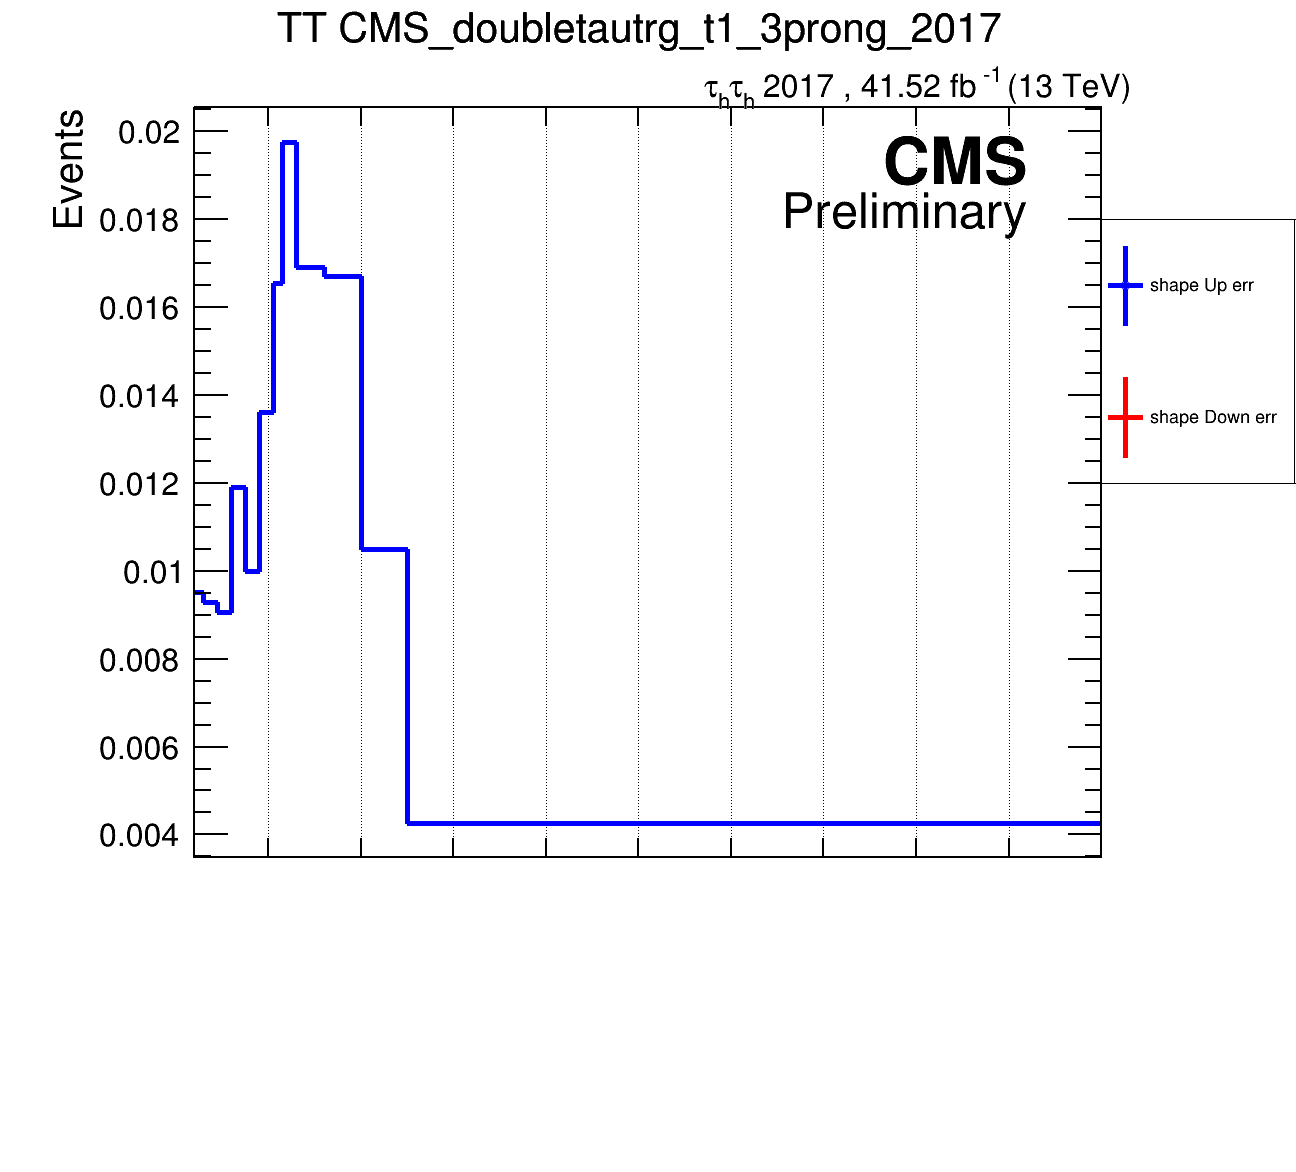 TT CMS_doubletautrg_t1_3prong_2017
τhτh 2017 , 41.52 fb -1 (13 TeV)
Events
CMS
Preliminary
0.02
0.018
0.016
0.014
0.012
0.01
0.008
0.006
0.004
shape Up err
shape Down err